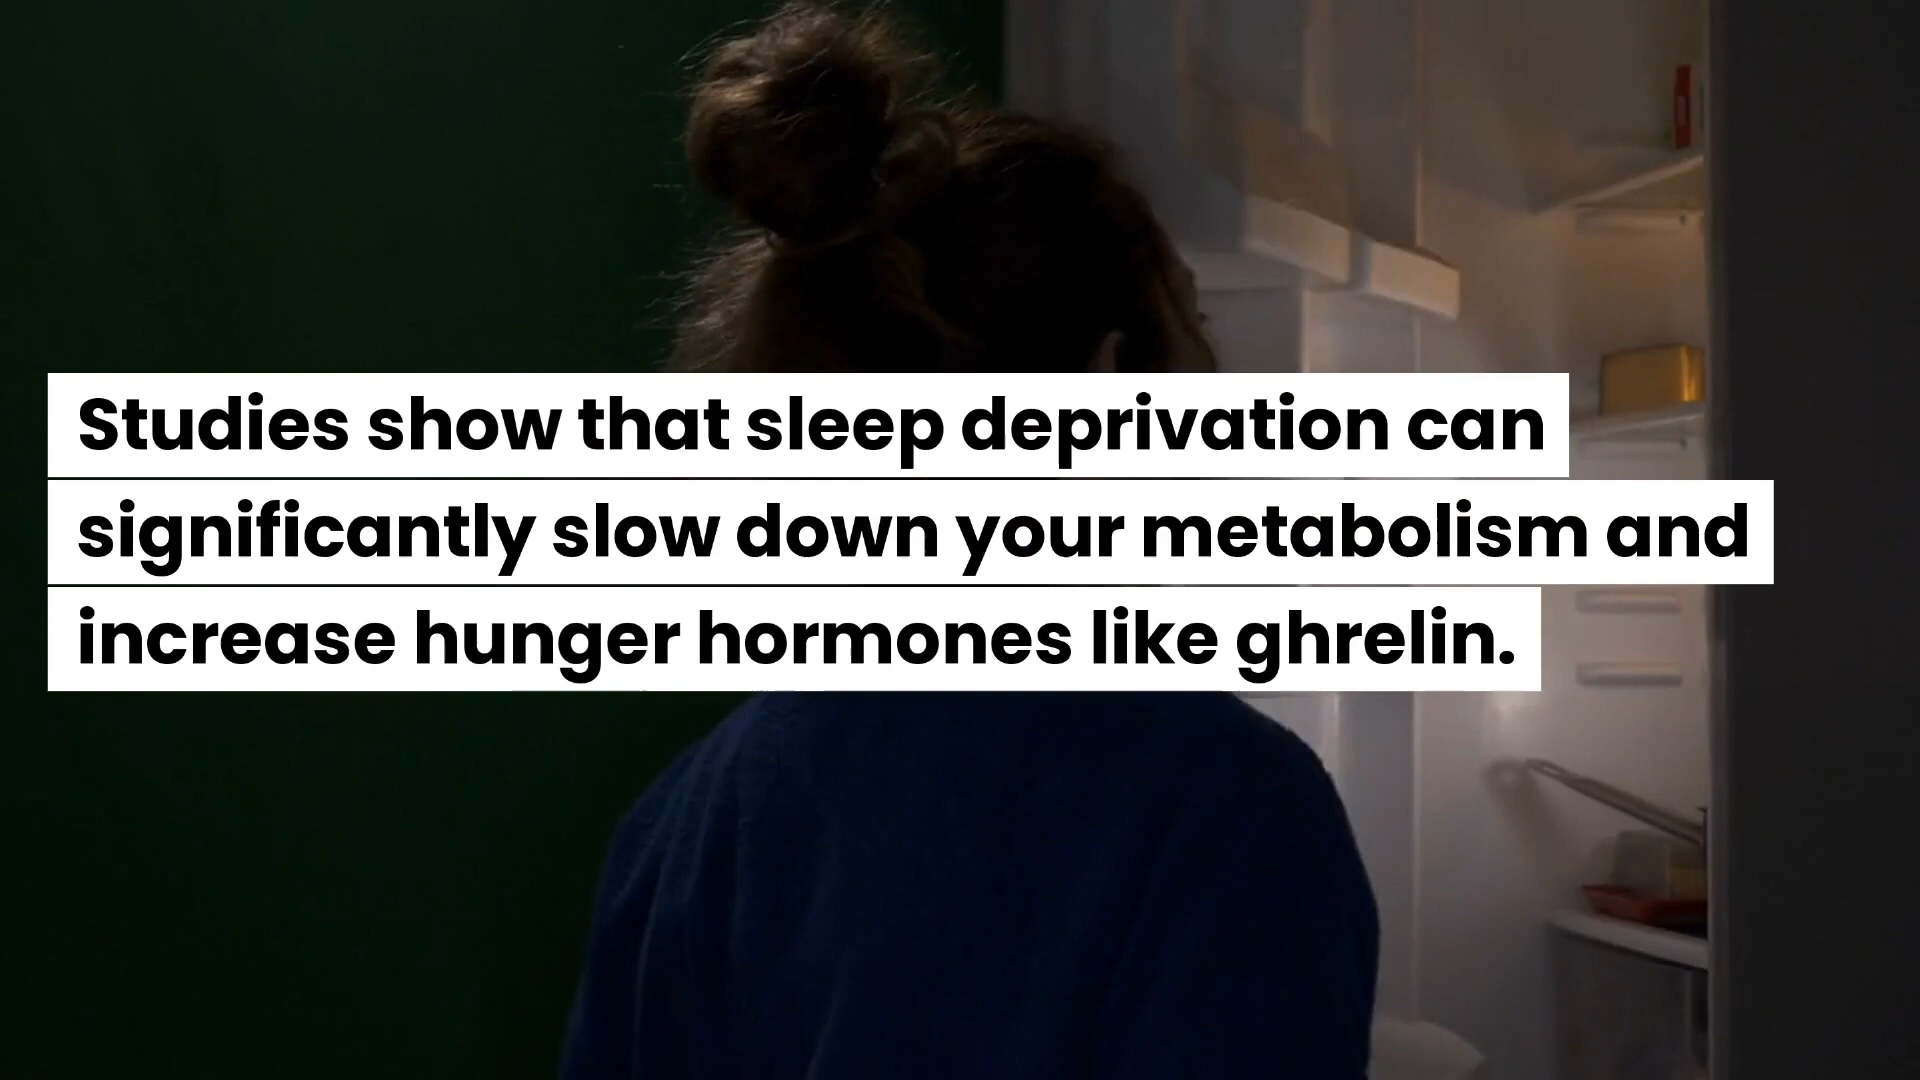 Studies show that sleep deprivation can
significantly slow down your metabolism and
increase hunger hormones like ghrelin.